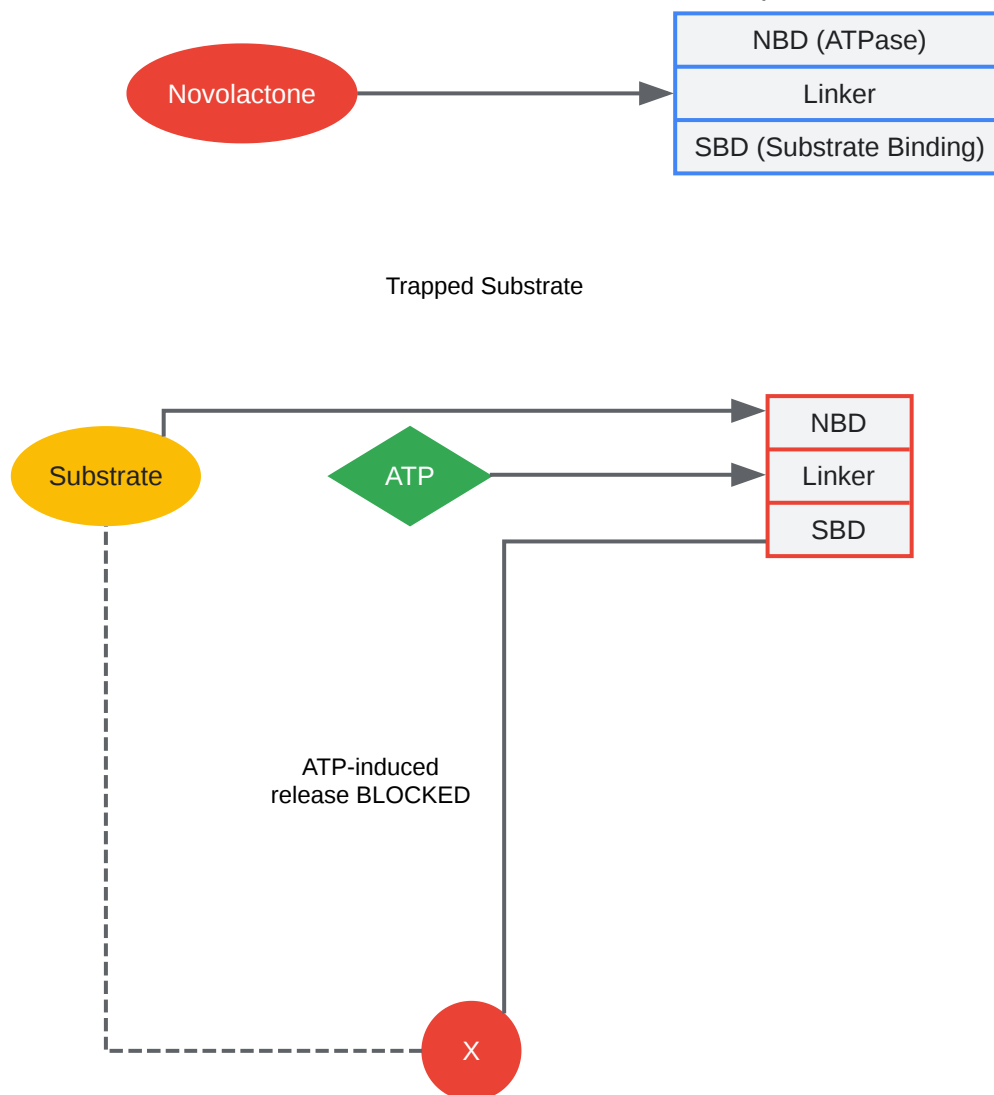 NBD (ATPase)
Novolactone
Linker
SBD (Substrate Binding)
Trapped Substrate
NBD
Substrate
ATP
Linker
SBD
ATP-induced
release BLOCKED
X